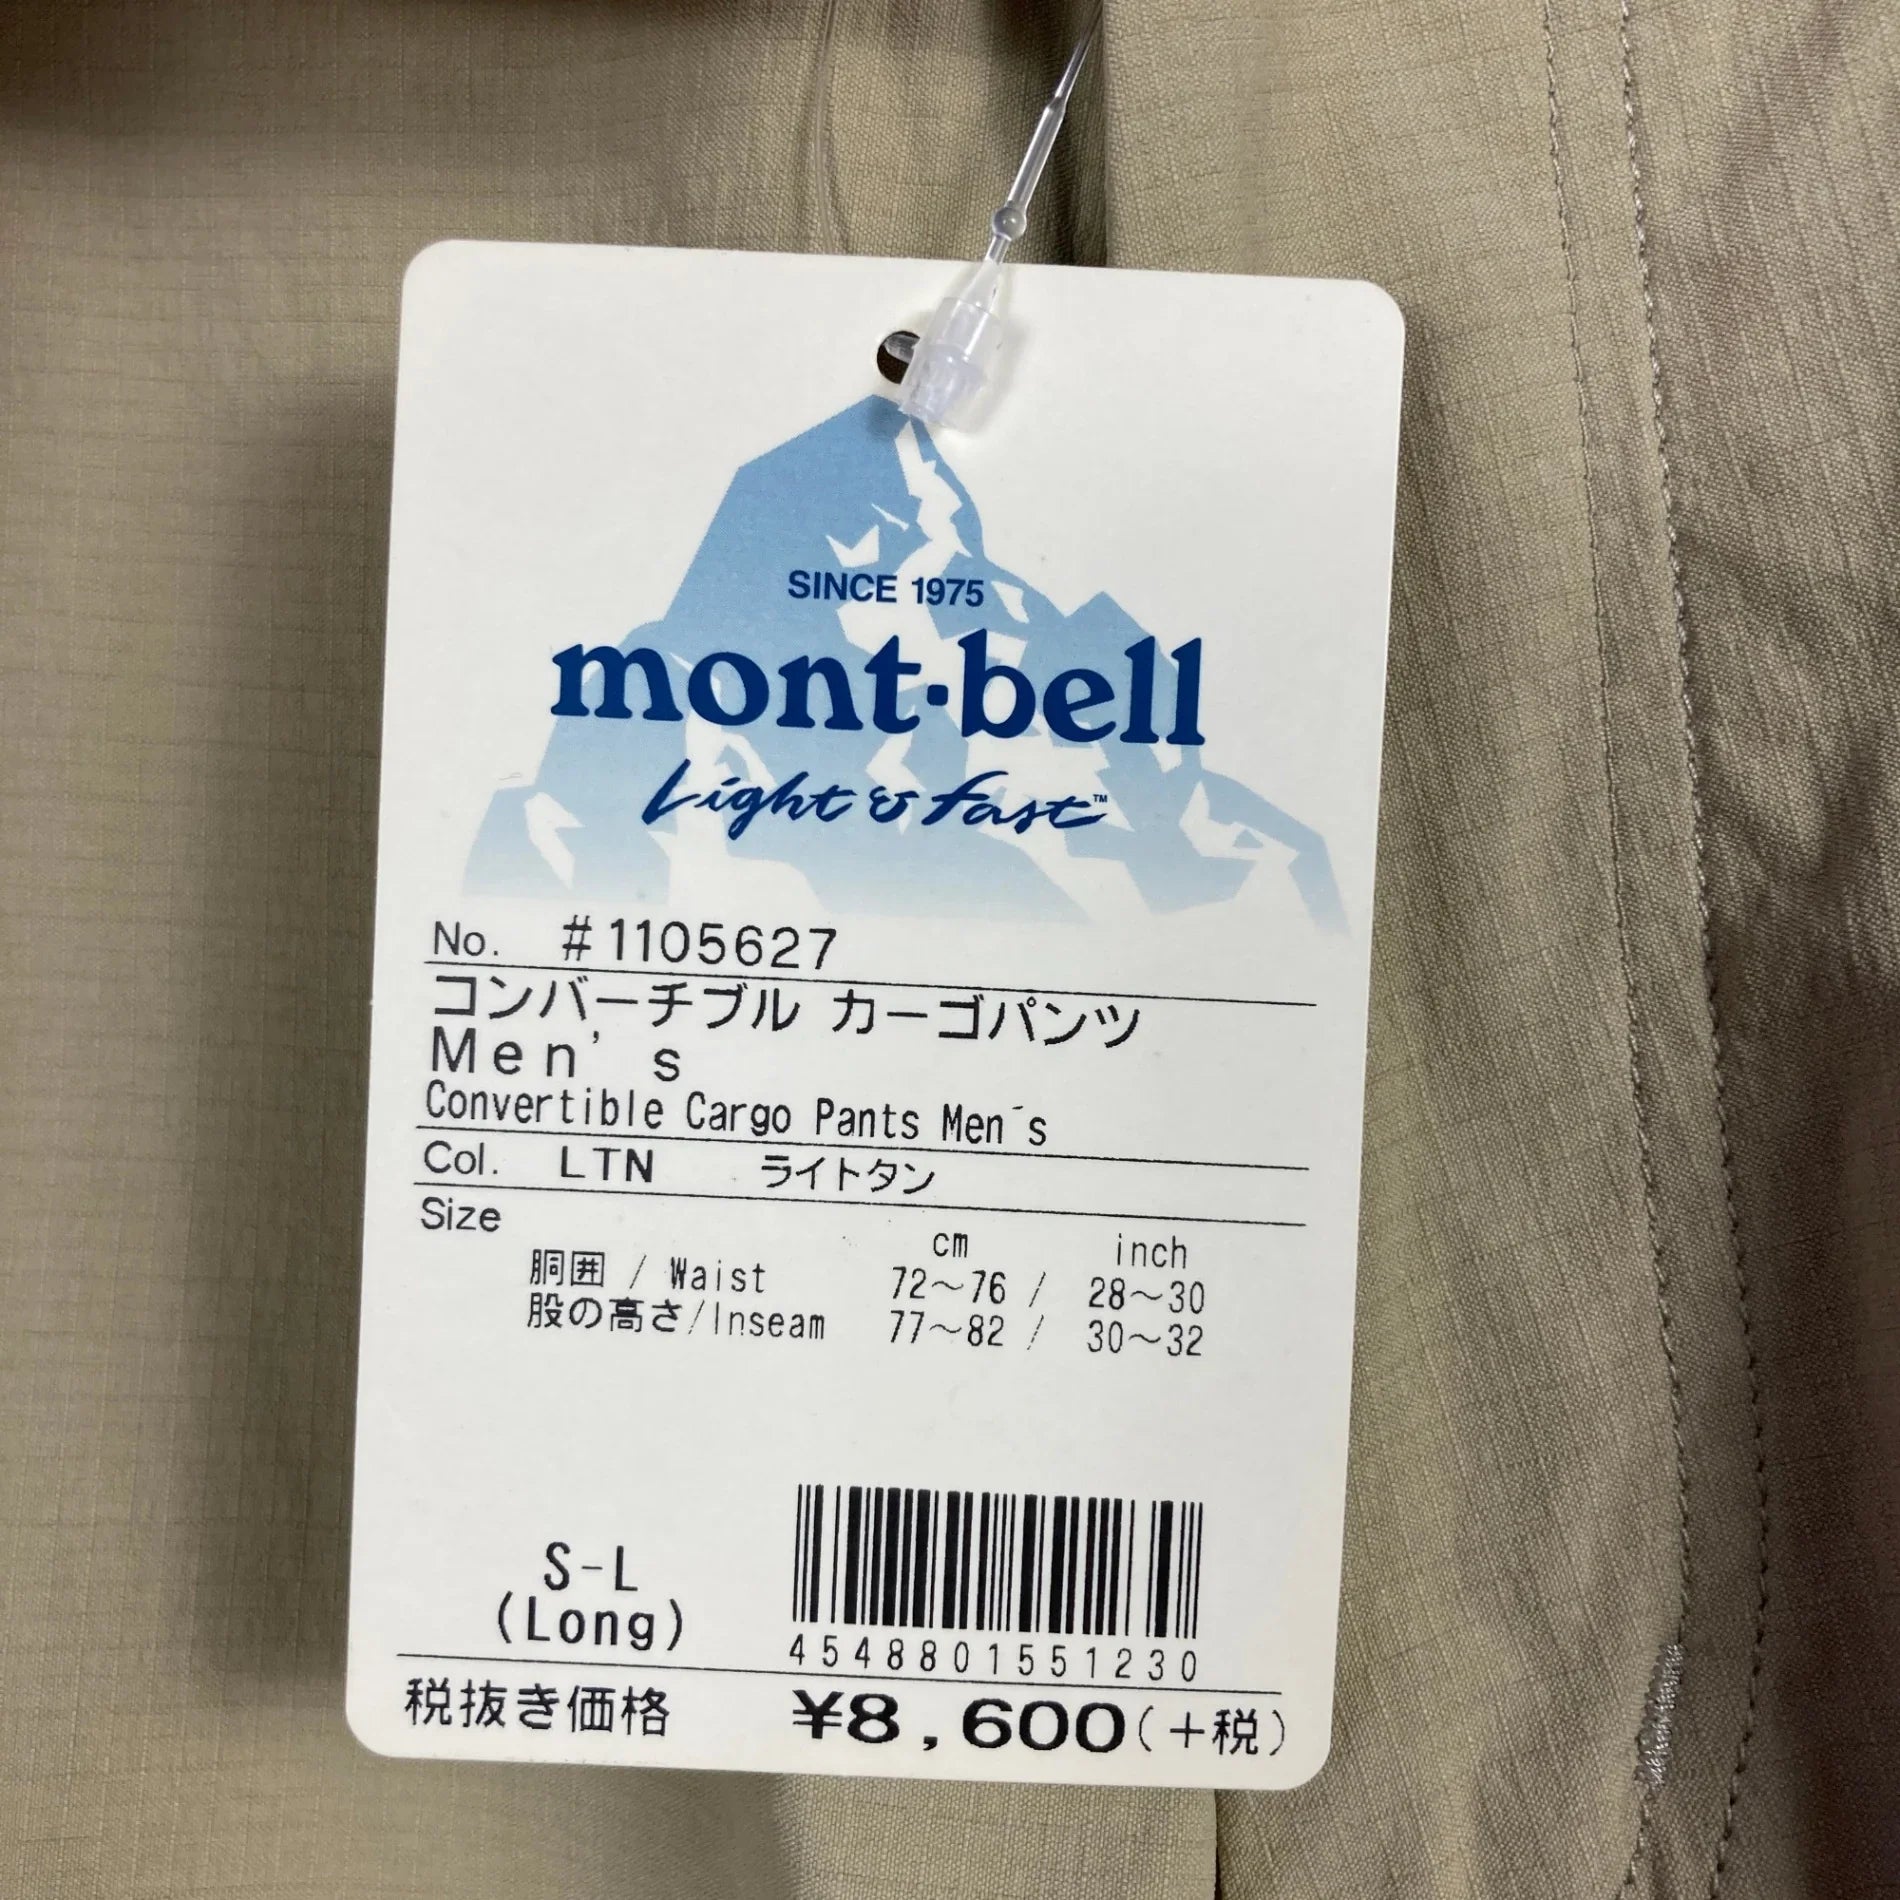 SINCE 1975
mont·bell
Light & Fast™
No. #1105627
コンバーチブル カーゴパンツ
Men's
Convertible Cargo Pants Men´s
Col. LTN ライトタン
Size
cm inch
胴囲 / Waist 72～76 / 28～30
股の高さ/Inseam 77～82 / 30～32
S-L
(Long)
4548801551230
税抜き価格 ¥8,600(+税)